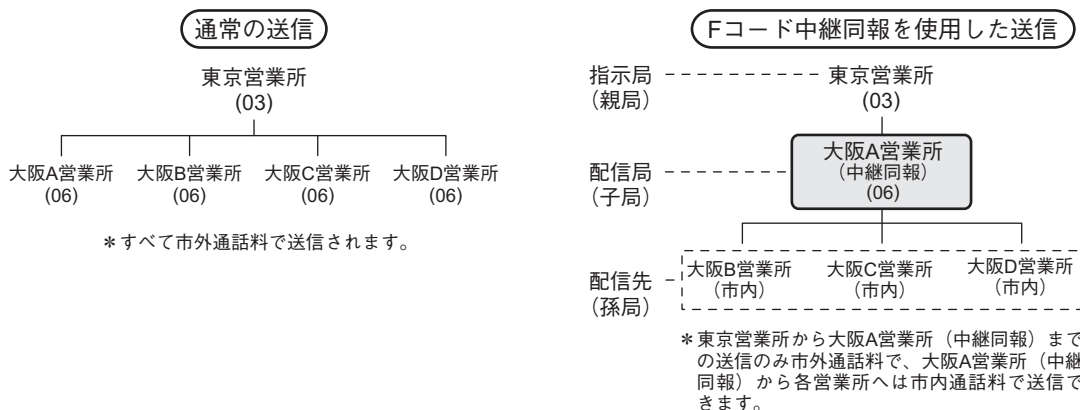 通常の送信
東京営業所
(03)
大阪A営業所 大阪B営業所 大阪C営業所 大阪D営業所
(06) (06) (06) (06)
＊すべて市外通話料で送信されます。
Fコード中継同報を使用した送信
指示局 東京営業所
（親局） (03)
大阪A営業所
配信局 （中継同報）
（子局） (06)
配信先 大阪B営業所 大阪C営業所 大阪D営業所
（孫局） （市内） （市内） （市内）
＊東京営業所から大阪A営業所（中継同報）まで
の送信のみ市外通話料で、大阪A営業所（中継
同報）から各営業所へは市内通話料で送信で
きます。